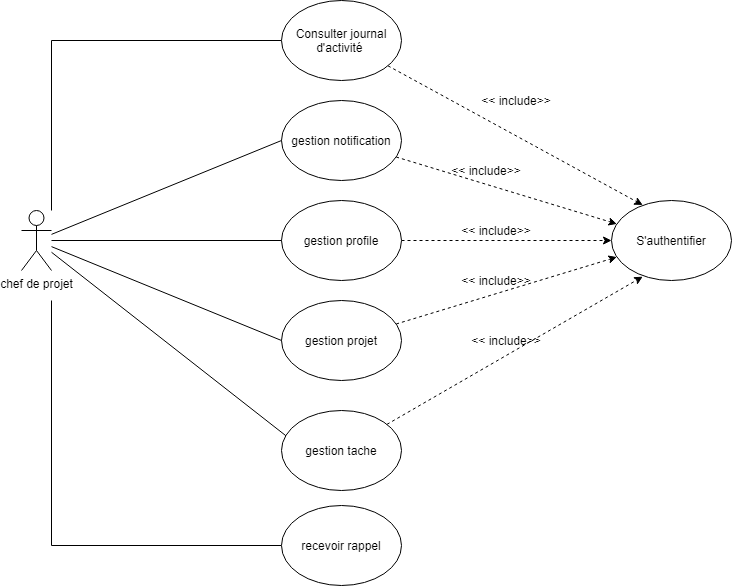 Consulter journal
d'activité
<< include>>
gestion notification
<< include>>
gestion profile
<< include>>
S'authentifier
chef de projet
<< include>>
gestion projet
<< include>>
gestion tache
recevoir rappel